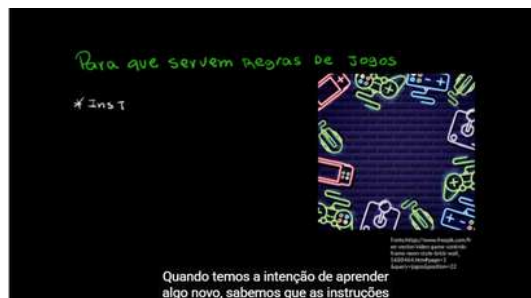 Para que servem Regras de Jogos
* Inst
Quando temos a intenção de aprender
algo novo, sabemos que as instruções